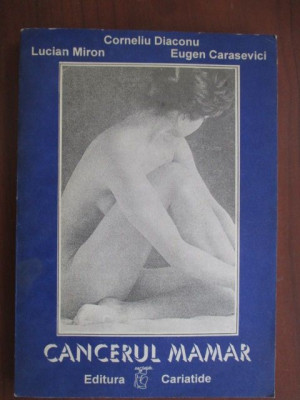 Corneliu Diaconu
Lucian Miron Eugen Carasevici
CANCERUL MAMAR
Editura Cariatide